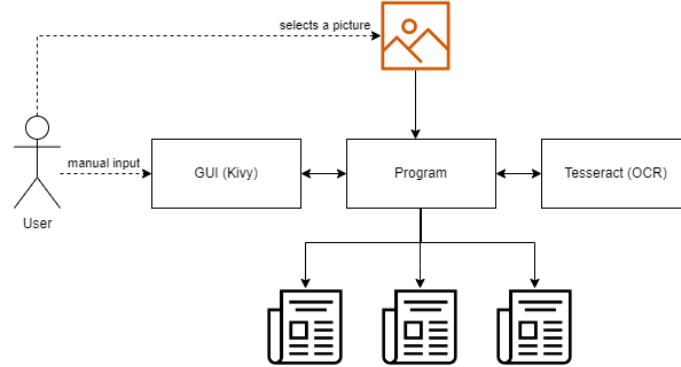 selects a picture
manual input
GUI (Kivy)
Program
Tesseract (OCR)
User